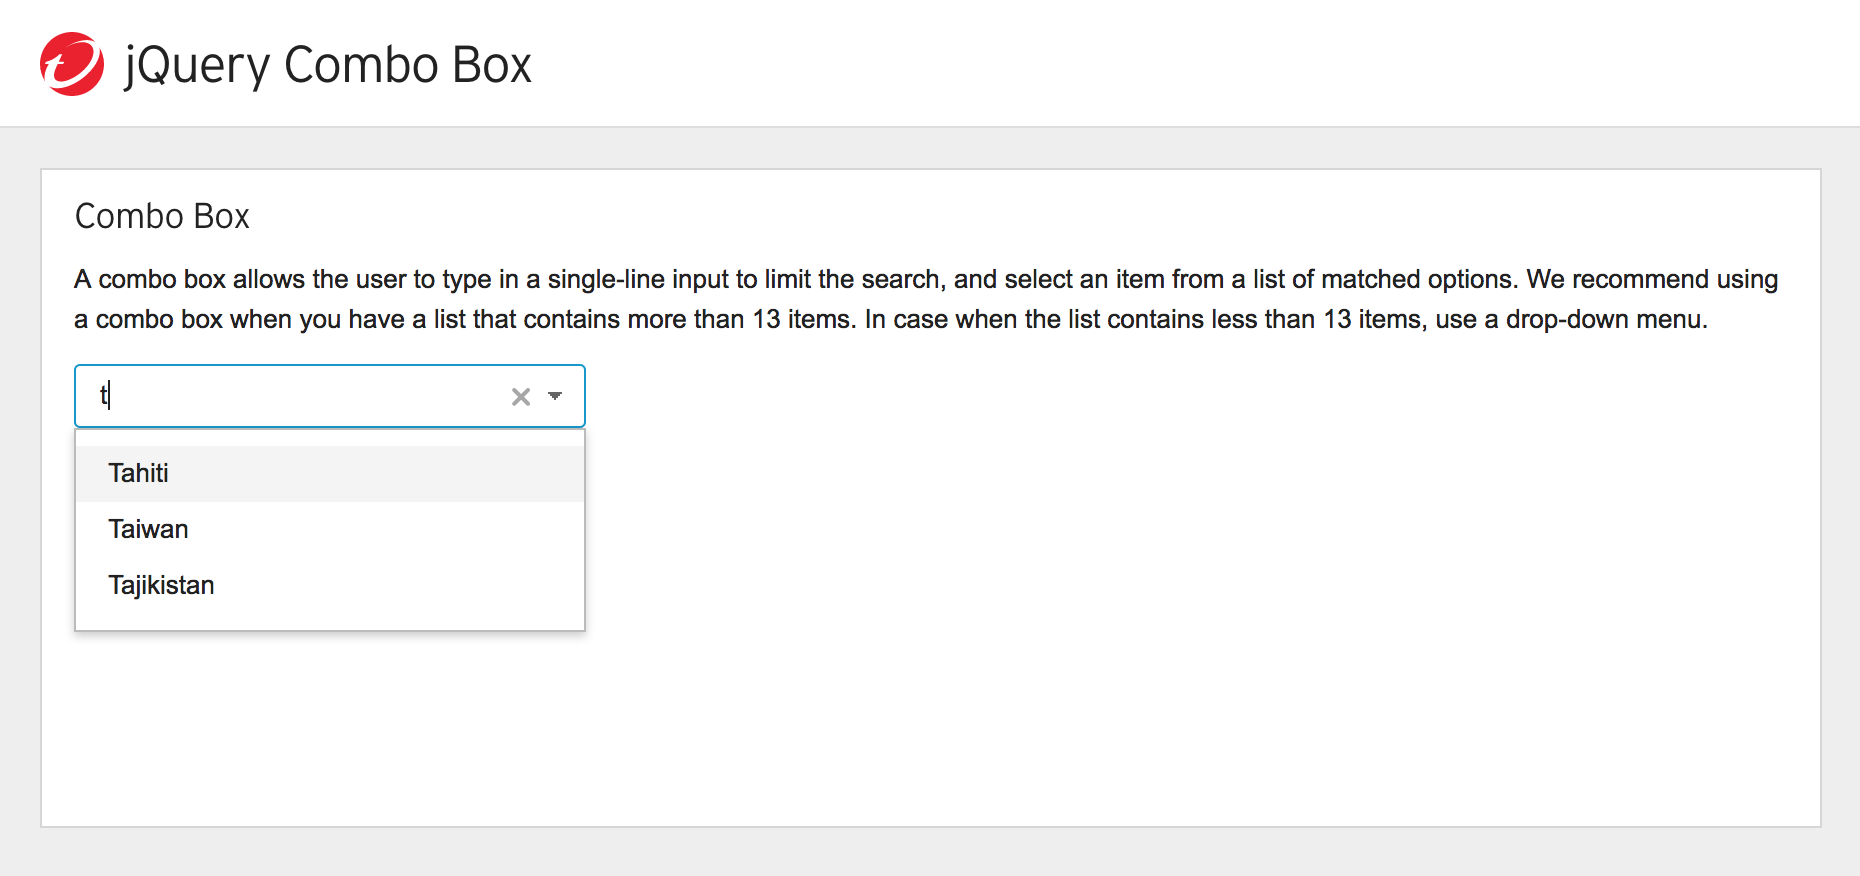 jQuery Combo Box
Combo Box
A combo box allows the user to type in a single-line input to limit the search, and select an item from a list of matched options. We recommend using
a combo box when you have a list that contains more than 13 items. In case when the list contains less than 13 items, use a drop-down menu.
t
Tahiti
Taiwan
Tajikistan